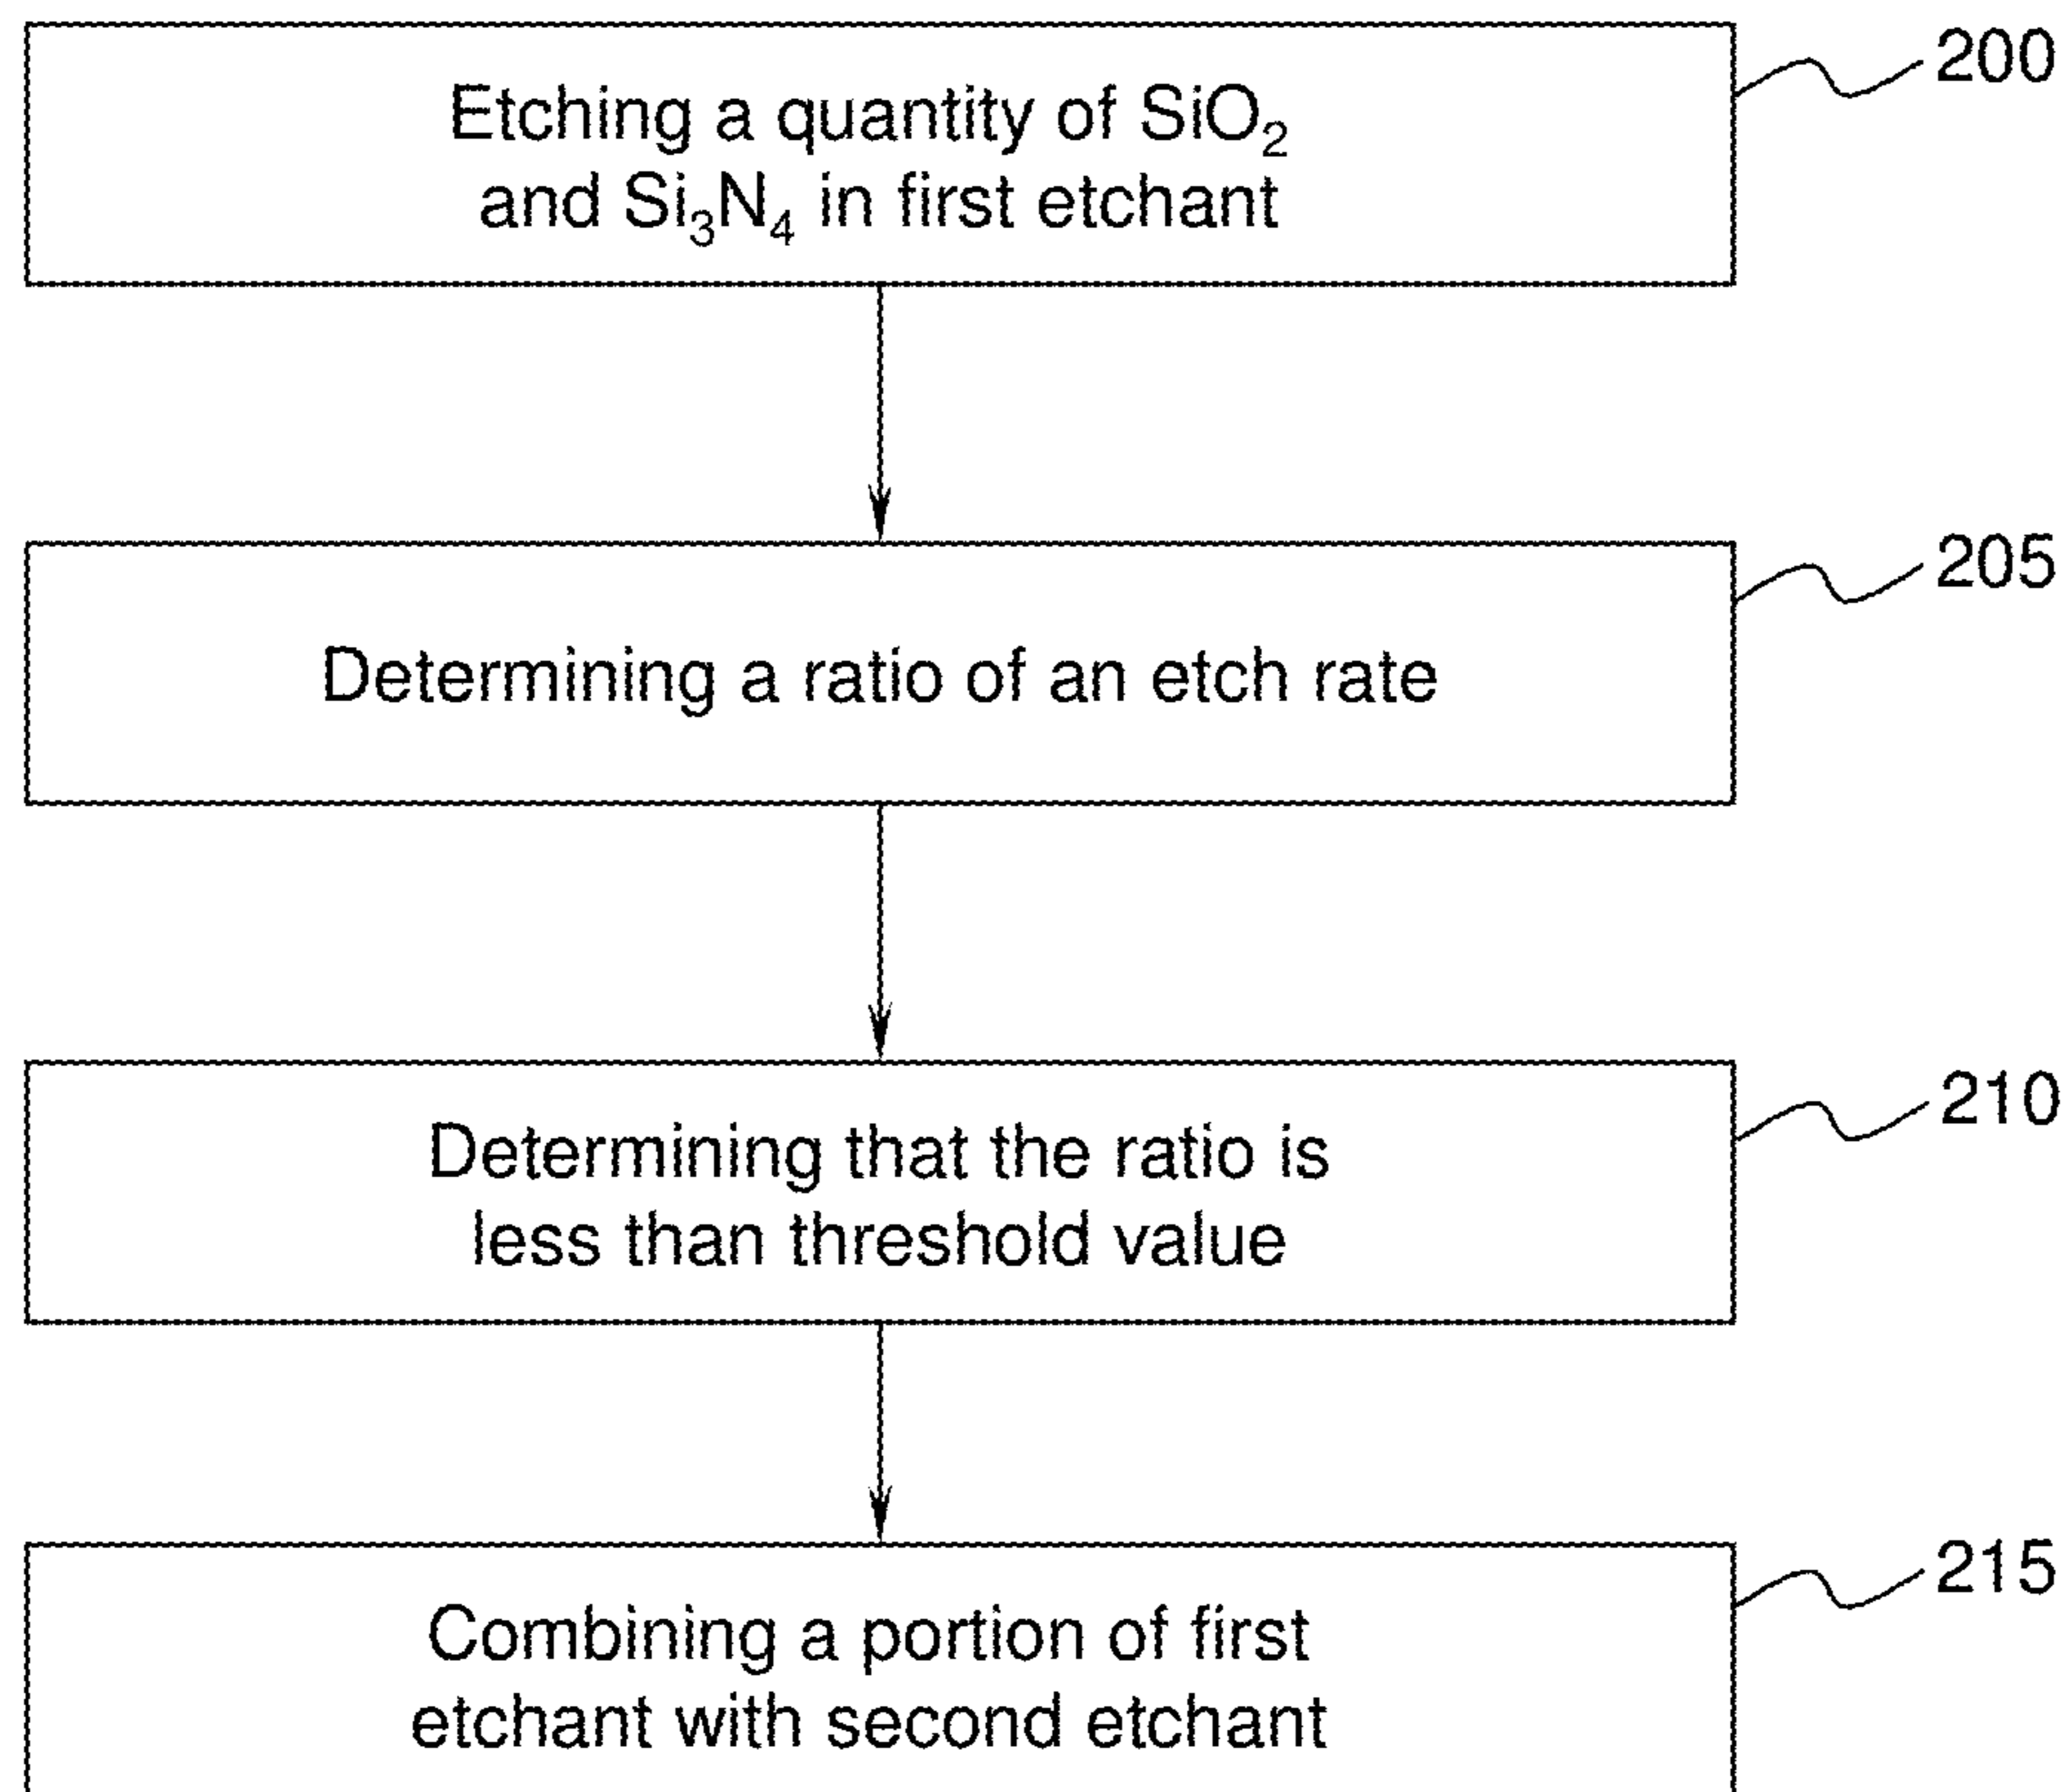 Etching a quantity of SiO₂
and Si₃N₄ in first etchant
200
Determining a ratio of an etch rate
205
Determining that the ratio is
less than threshold value
210
Combining a portion of first
etchant with second etchant
215